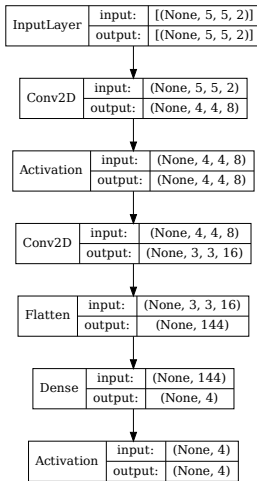 InputLayer input: [(None, 5, 5, 2)]
output: [(None, 5, 5, 2)]
Conv2D input: (None, 5, 5, 2)
output: (None, 4, 4, 8)
Activation input: (None, 4, 4, 8)
output: (None, 4, 4, 8)
Conv2D input: (None, 4, 4, 8)
output: (None, 3, 3, 16)
Flatten input: (None, 3, 3, 16)
output: (None, 144)
Dense input: (None, 144)
output: (None, 4)
Activation input: (None, 4)
output: (None, 4)